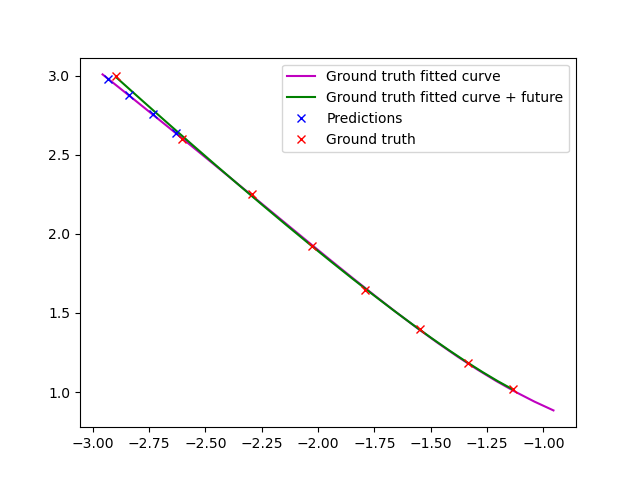 Ground truth fitted curve
Ground truth fitted curve + future
Predictions
Ground truth
3.0
2.5
2.0
1.5
1.0
−3.00 −2.75 −2.50 −2.25 −2.00 −1.75 −1.50 −1.25 −1.00